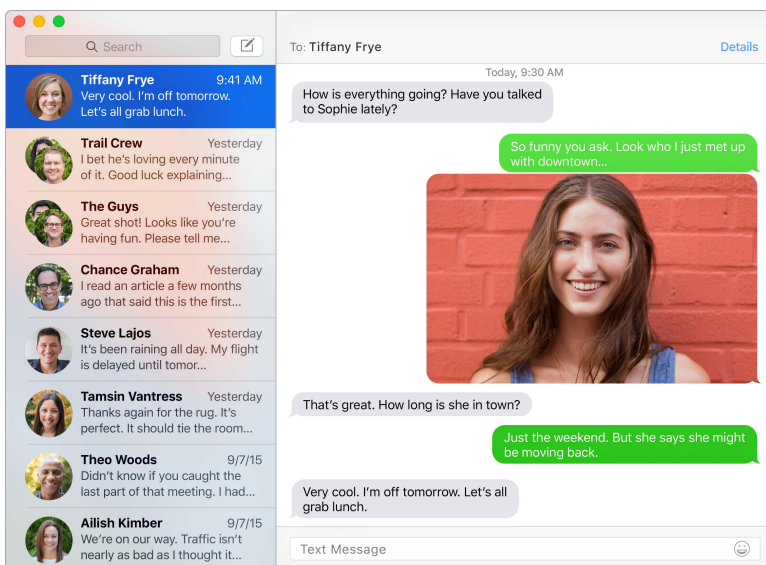 Search
Tiffany Frye 9:41 AM
Very cool. I'm off tomorrow.
Let's all grab lunch.
Trail Crew Yesterday
I bet he's loving every minute
of it. Good luck explaining...
The Guys Yesterday
Great shot! Looks like you're
having fun. Please tell me...
Chance Graham Yesterday
I read an article a few months
ago that said this is the first...
Steve Lajos Yesterday
It's been raining all day. My flight
is delayed until tomor...
Tamsin Vantress Yesterday
Thanks again for the rug. It's
perfect. It should tie the room...
Theo Woods 9/7/15
Didn't know if you caught the
last part of that meeting. I had...
Ailish Kimber 9/7/15
We're on our way. Traffic isn't
nearly as bad as I thought it...
To: Tiffany Frye Details
Today, 9:30 AM
How is everything going? Have you talked
to Sophie lately?
So funny you ask. Look who I just met up
with downtown...
That's great. How long is she in town?
Just the weekend. But she says she might
be moving back.
Very cool. I'm off tomorrow. Let's all
grab lunch.
Text Message